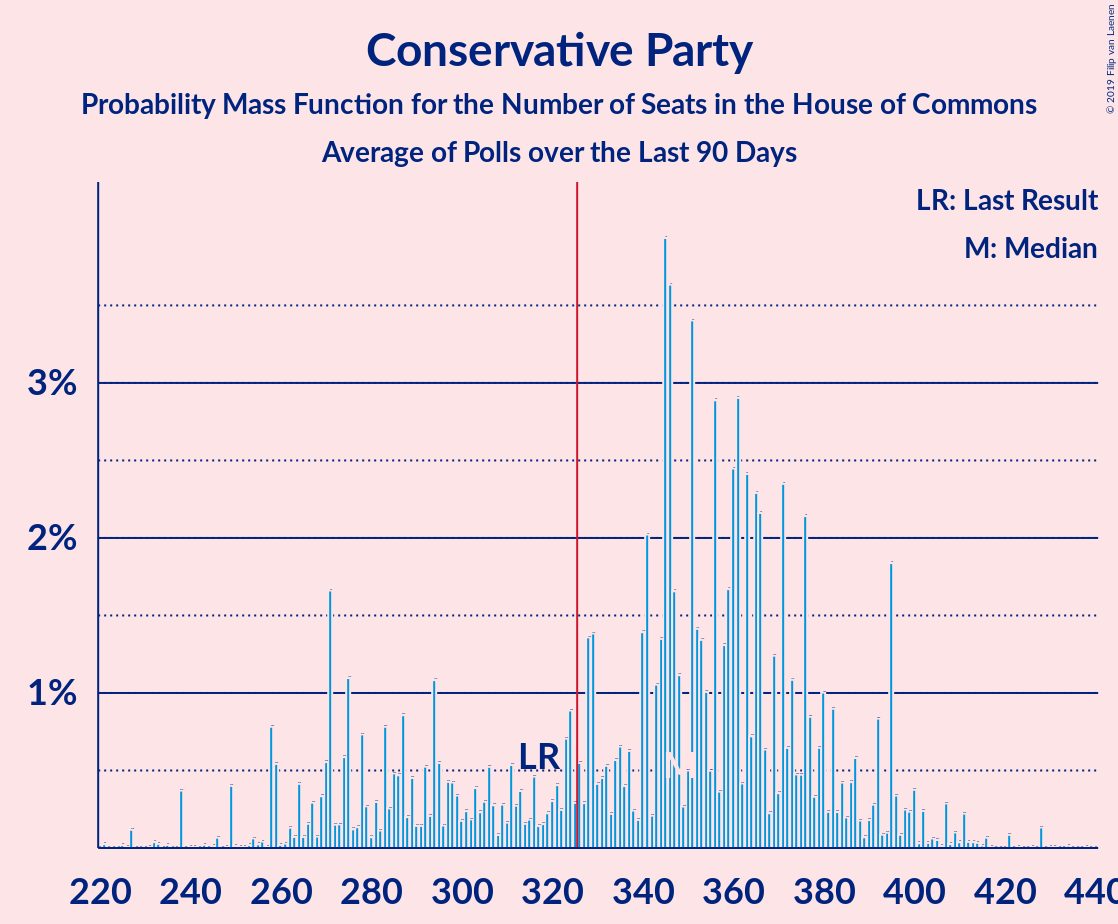 Conservative Party
Probability Mass Function for the Number of Seats in the House of Commons
Average of Polls over the Last 90 Days
© 2019 Filip van Laenen
LR: Last Result
M: Median
3%
2%
1%
LR
M
220 240 260 280 300 320 340 360 380 400 420 440